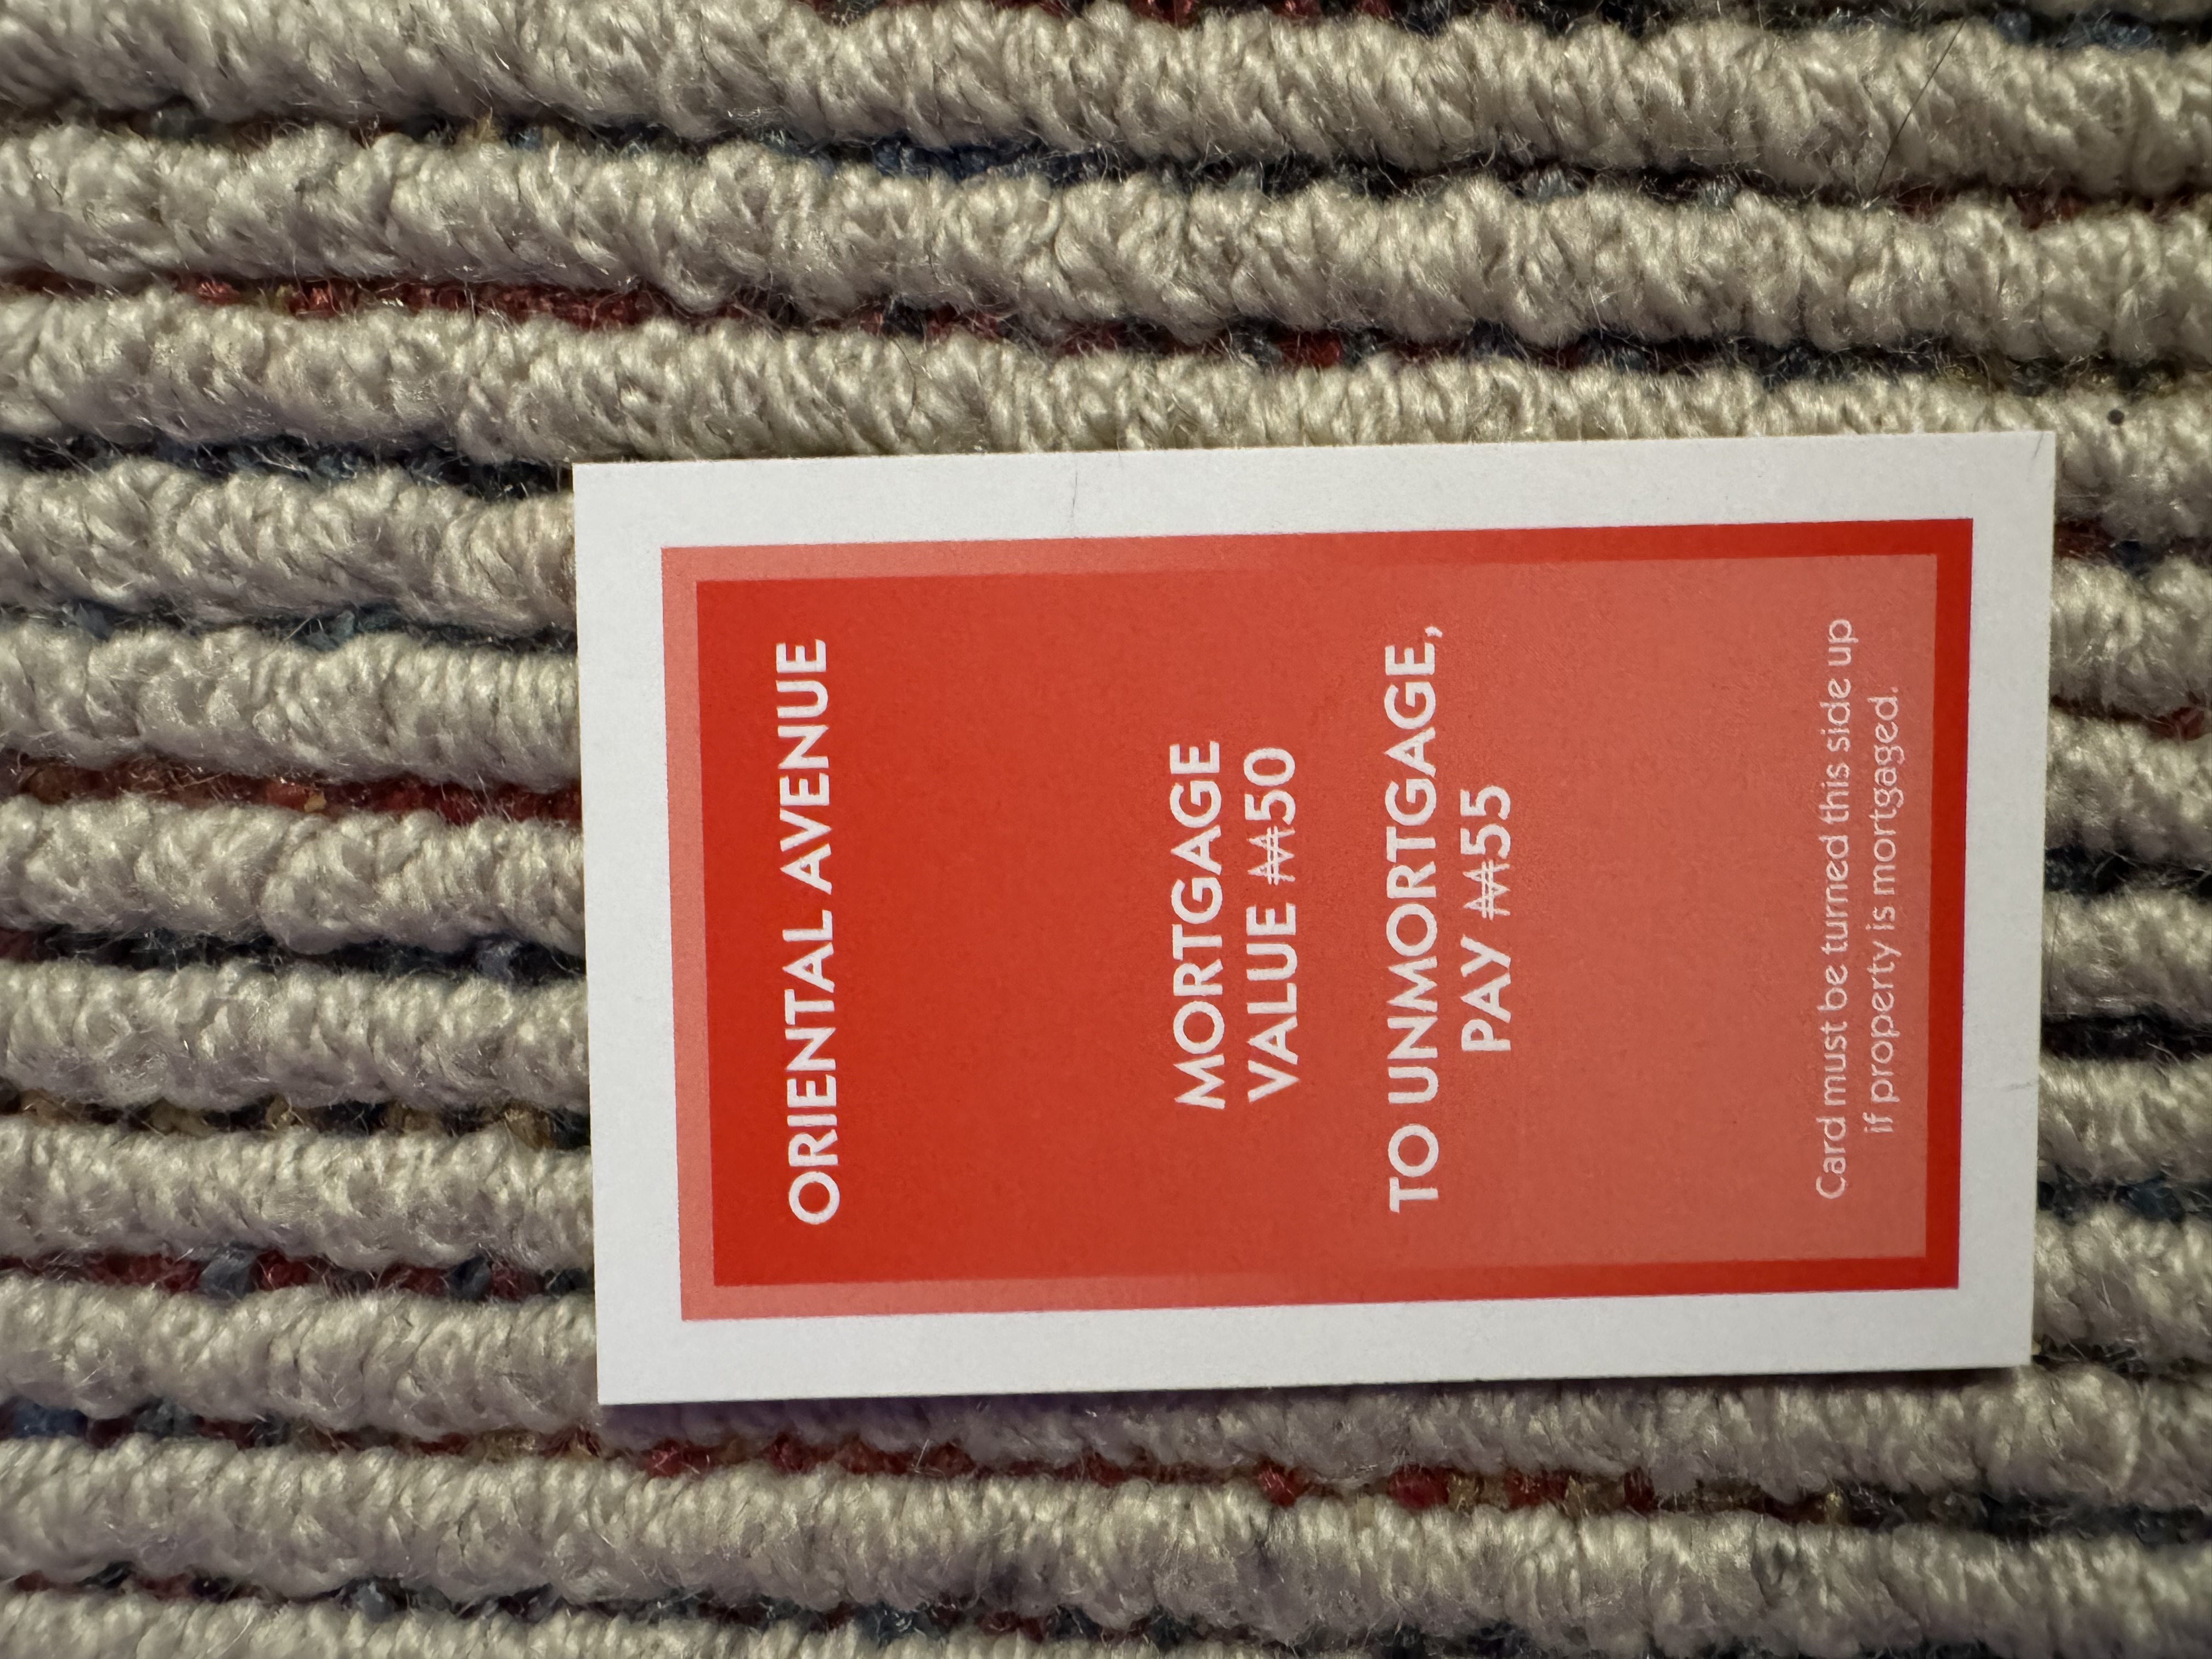 ORIENTAL AVENUE
MORTGAGE
VALUE ₩50
TO UNMORTGAGE,
PAY ₩55
Card must be turned this side up
if property is mortgaged.